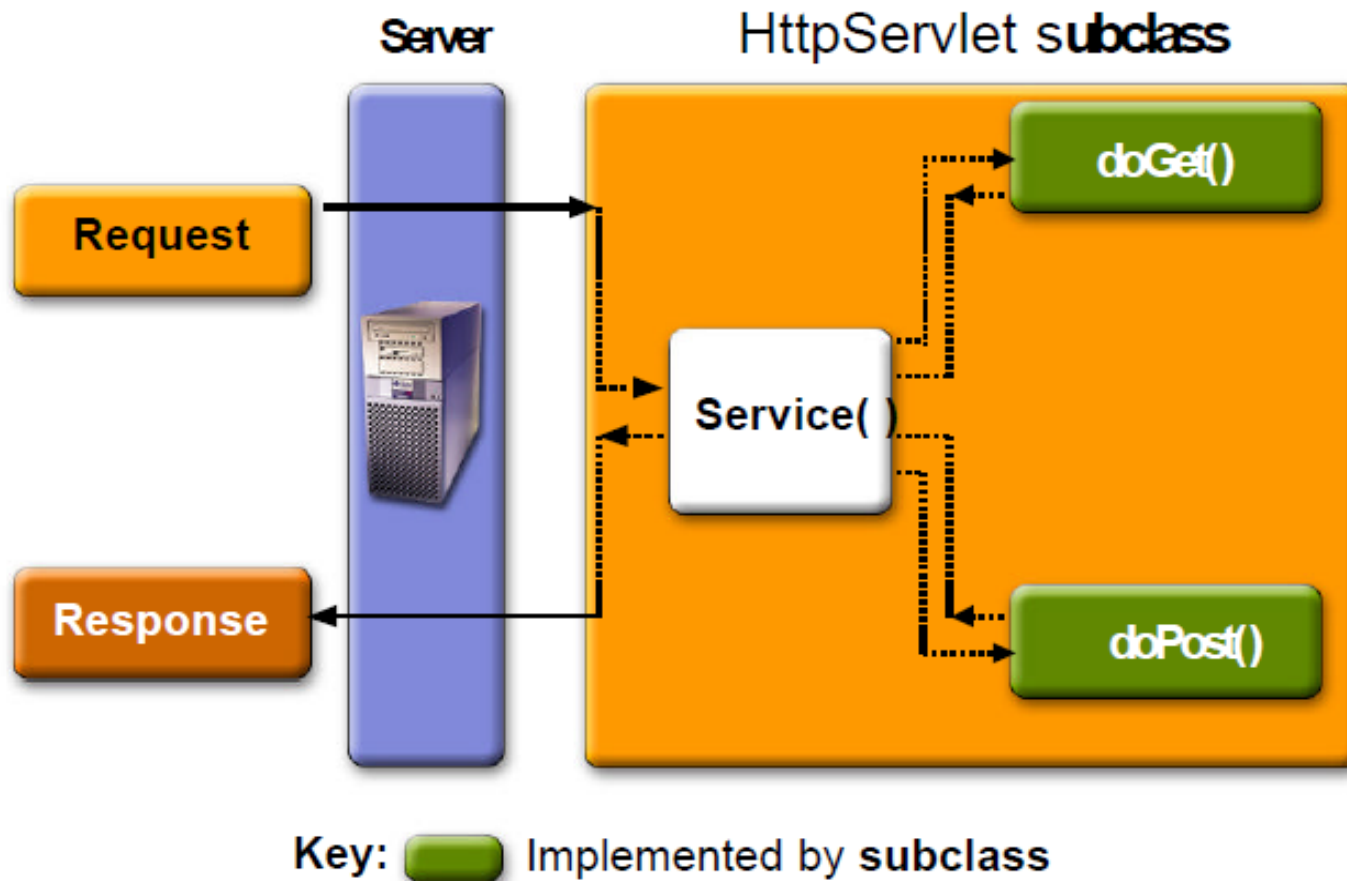 Server
HttpServlet subclass
doGet()
Request
Service( )
Response
doPost()
Key: Implemented by subclass